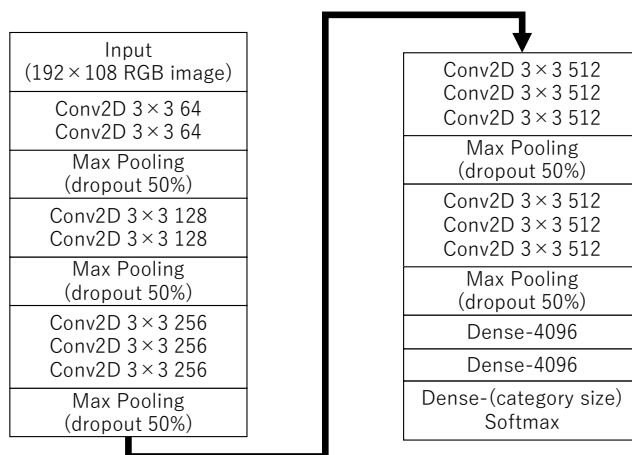 Input
(192×108 RGB image)
Conv2D 3×3 64
Conv2D 3×3 64
Max Pooling
(dropout 50%)
Conv2D 3×3 128
Conv2D 3×3 128
Max Pooling
(dropout 50%)
Conv2D 3×3 256
Conv2D 3×3 256
Conv2D 3×3 256
Max Pooling
(dropout 50%)
Conv2D 3×3 512
Conv2D 3×3 512
Conv2D 3×3 512
Max Pooling
(dropout 50%)
Conv2D 3×3 512
Conv2D 3×3 512
Conv2D 3×3 512
Max Pooling
(dropout 50%)
Dense-4096
Dense-4096
Dense-(category size)
Softmax